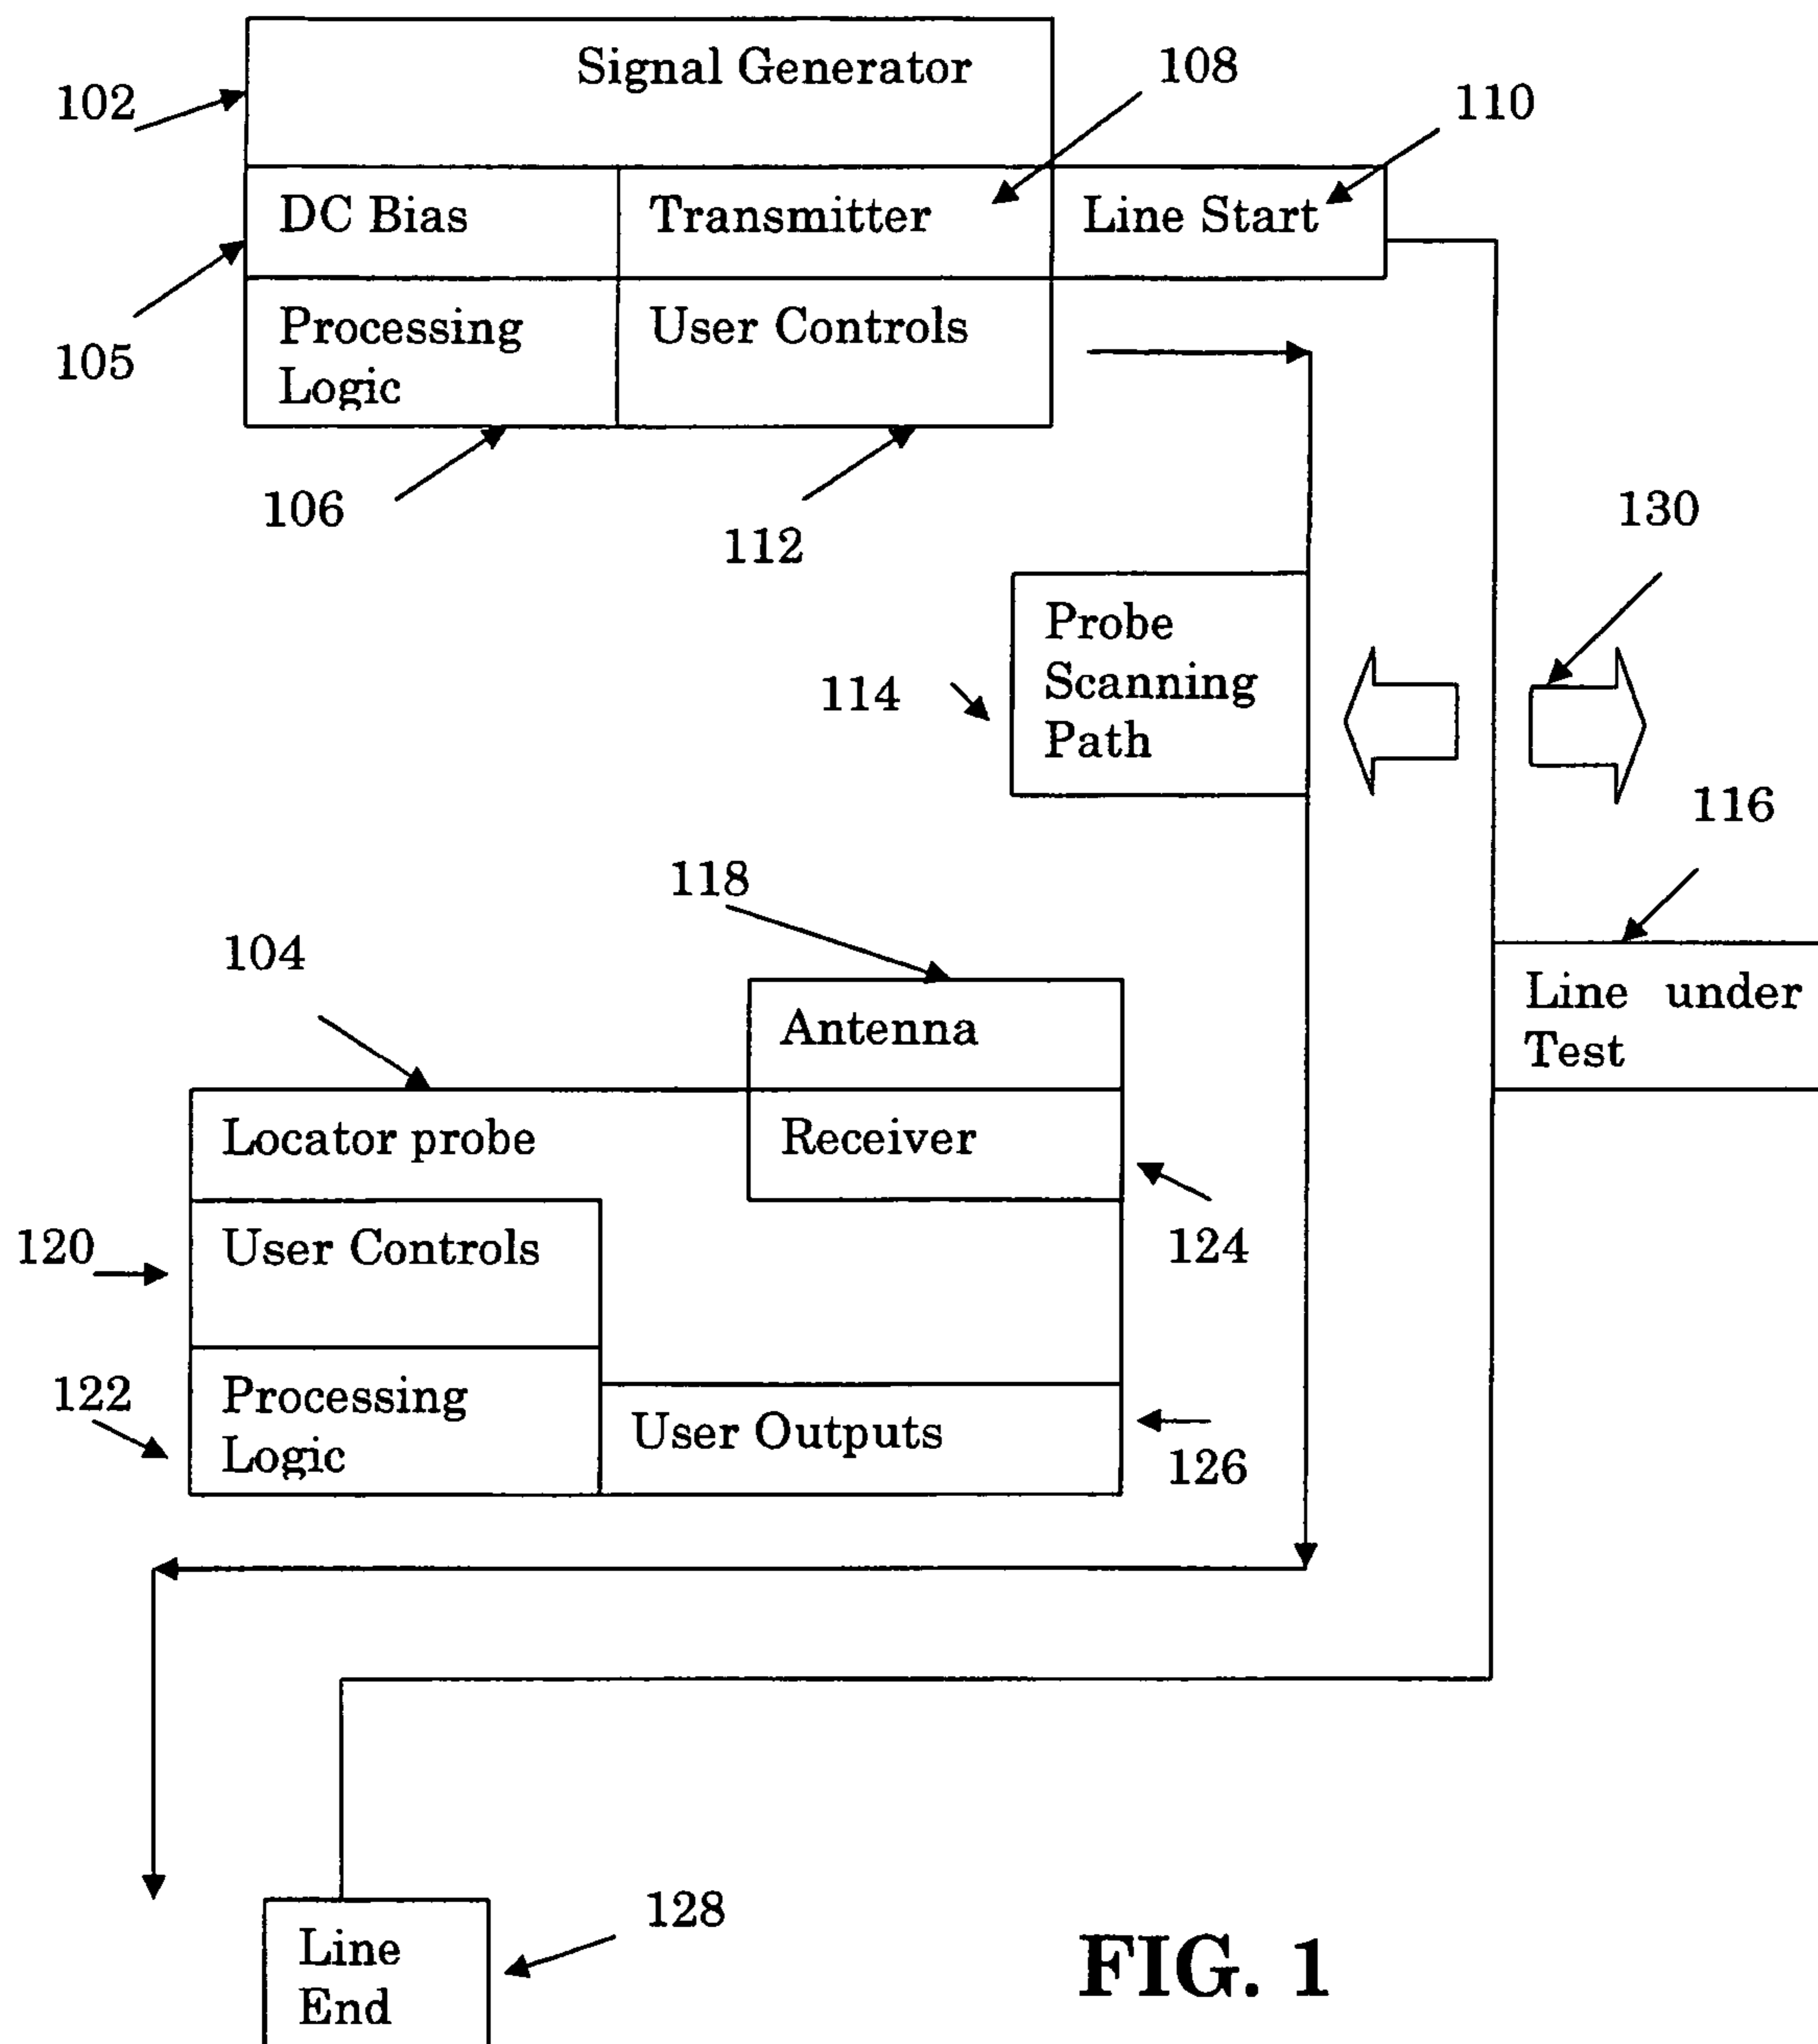 Signal Generator
108
102
110
DC Bias
Transmitter
Line Start
105
Processing
Logic
User Controls
106
112
130
Probe
Scanning
Path
114
116
118
104
Antenna
Line under
Test
Locator probe
Receiver
120
User Controls
124
122
Processing
Logic
User Outputs
126
128
Line
End
FIG. 1